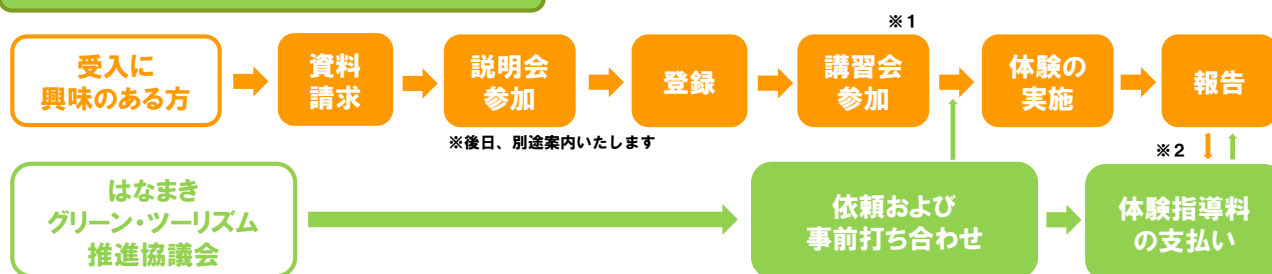 ※1
受入に
興味のある方
資料
請求
説明会
参加
登録
講習会
参加
体験の
実施
報告
※後日、別途案内いたします
※2
はなまき
グリーン・ツーリズム
推進協議会
依頼および
事前打ち合わせ
体験指導料
の支払い